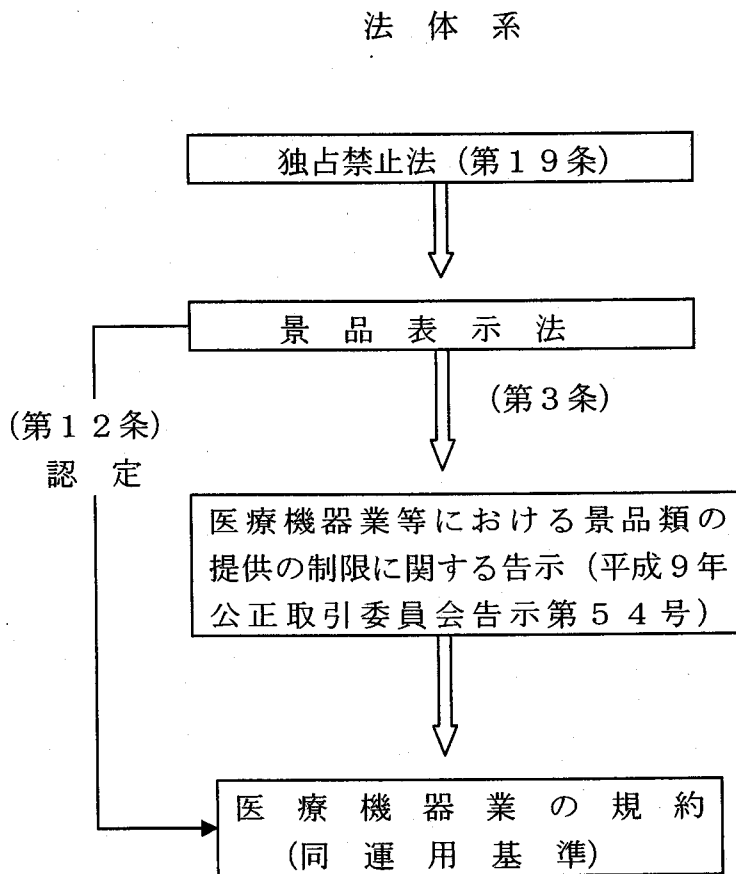 法体系
独占禁止法（第１９条）
景品表示法
（第３条）
（第１２条）
認定
医療機器業等における景品類の
提供の制限に関する告示（平成９年
公正取引委員会告示第５４号）
医療機器業の規約
（同運用基準）